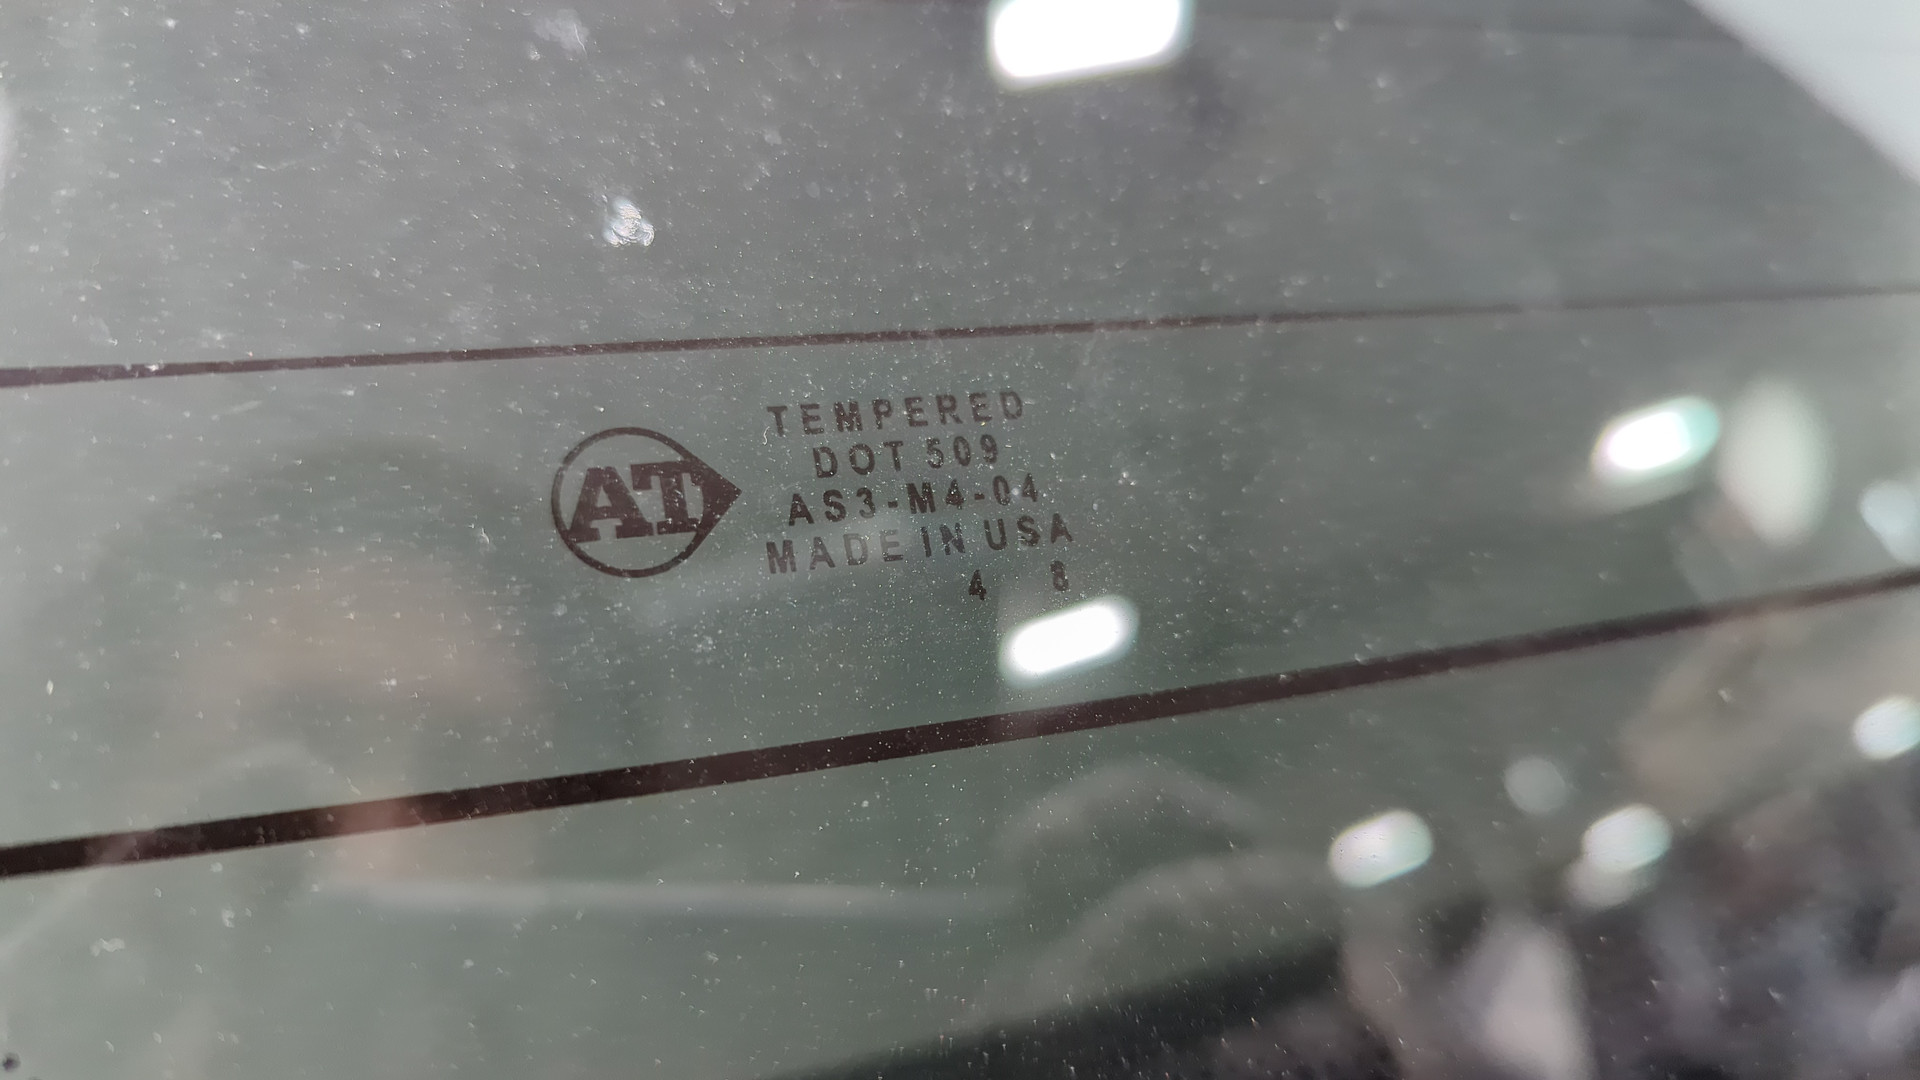 AT
TEMPERED
DOT 509
AS3-M4-04
MADE IN USA
4 8